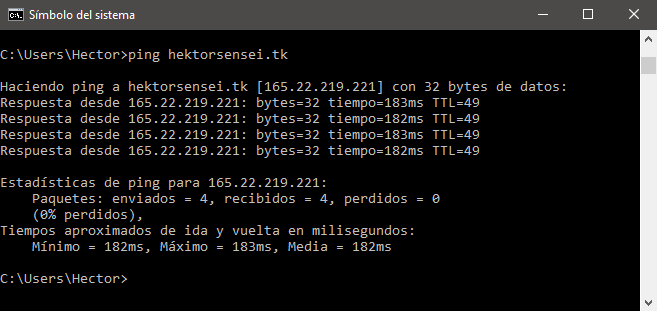 Símbolo del sistema
C:\Users\Hector>ping hektorsensei.tk
Haciendo ping a hektorsensei.tk [165.22.219.221] con 32 bytes de datos:
Respuesta desde 165.22.219.221: bytes=32 tiempo=183ms TTL=49
Respuesta desde 165.22.219.221: bytes=32 tiempo=182ms TTL=49
Respuesta desde 165.22.219.221: bytes=32 tiempo=183ms TTL=49
Respuesta desde 165.22.219.221: bytes=32 tiempo=182ms TTL=49
Estadísticas de ping para 165.22.219.221:
    Paquetes: enviados = 4, recibidos = 4, perdidos = 0
    (0% perdidos),
Tiempos aproximados de ida y vuelta en milisegundos:
    Mínimo = 182ms, Máximo = 183ms, Media = 182ms
C:\Users\Hector>